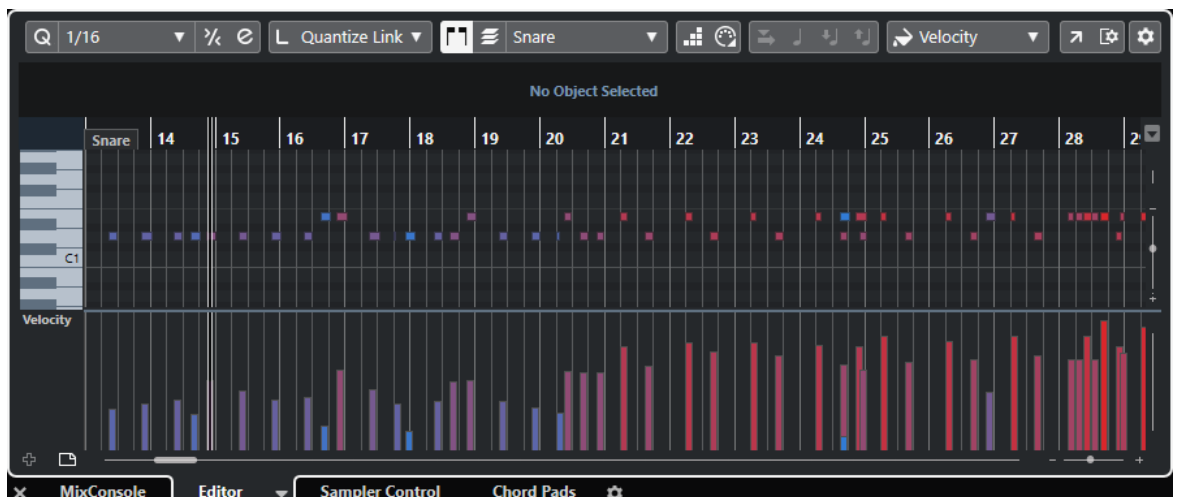 Q 1/16 Quantize Link Snare Velocity
No Object Selected
Snare 14 15 16 17 18 19 20 21 22 23 24 25 26 27 28
C1
Velocity
MixConsole Editor Sampler Control Chord Pads